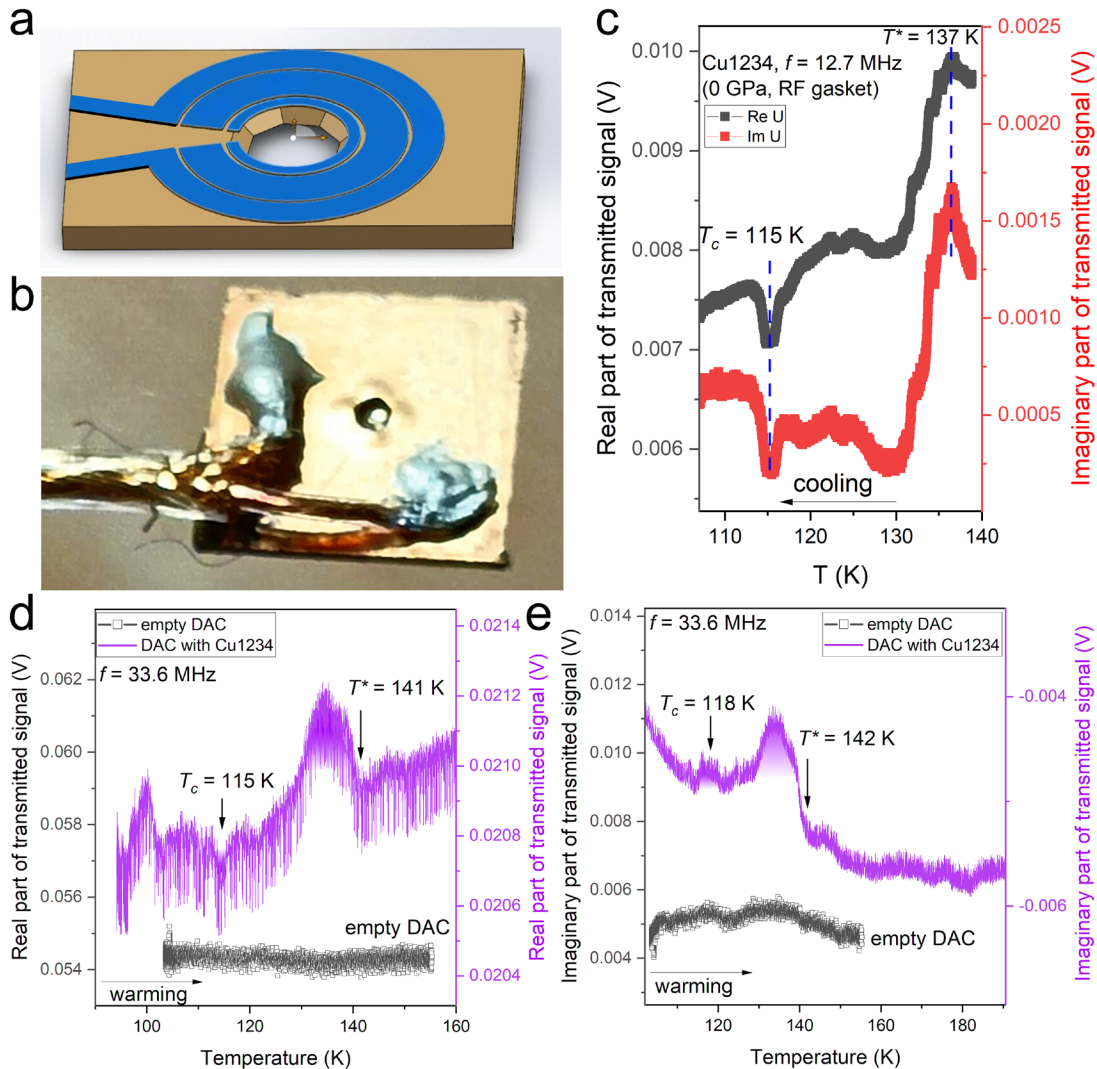 a
b
c
Real part of transmitted signal (V)
0.010
0.009
0.008
0.007
0.006
Cu1234, f = 12.7 MHz
(0 GPa, RF gasket)
Re U
Im U
T* = 137 K
Tc = 115 K
cooling
110
120
130
140
T (K)
0.0025
0.0020
0.0015
0.0010
0.0005
Imaginary part of transmitted signal (V)
d
Real part of transmitted signal (V)
0.062
0.060
0.058
0.056
0.054
empty DAC
DAC with Cu1234
f = 33.6 MHz
T* = 141 K
Tc = 115 K
empty DAC
warming
100
120
140
160
Temperature (K)
0.0214
0.0212
0.0210
0.0208
0.0206
0.0204
Real part of transmitted signal (V)
e
Imaginary part of transmitted signal (V)
0.014
0.012
0.010
0.008
0.006
0.004
f = 33.6 MHz
empty DAC
DAC with Cu1234
Tc = 118 K
T* = 142 K
empty DAC
warming
120
140
160
180
Temperature (K)
-0.004
-0.006
Imaginary part of transmitted signal (V)